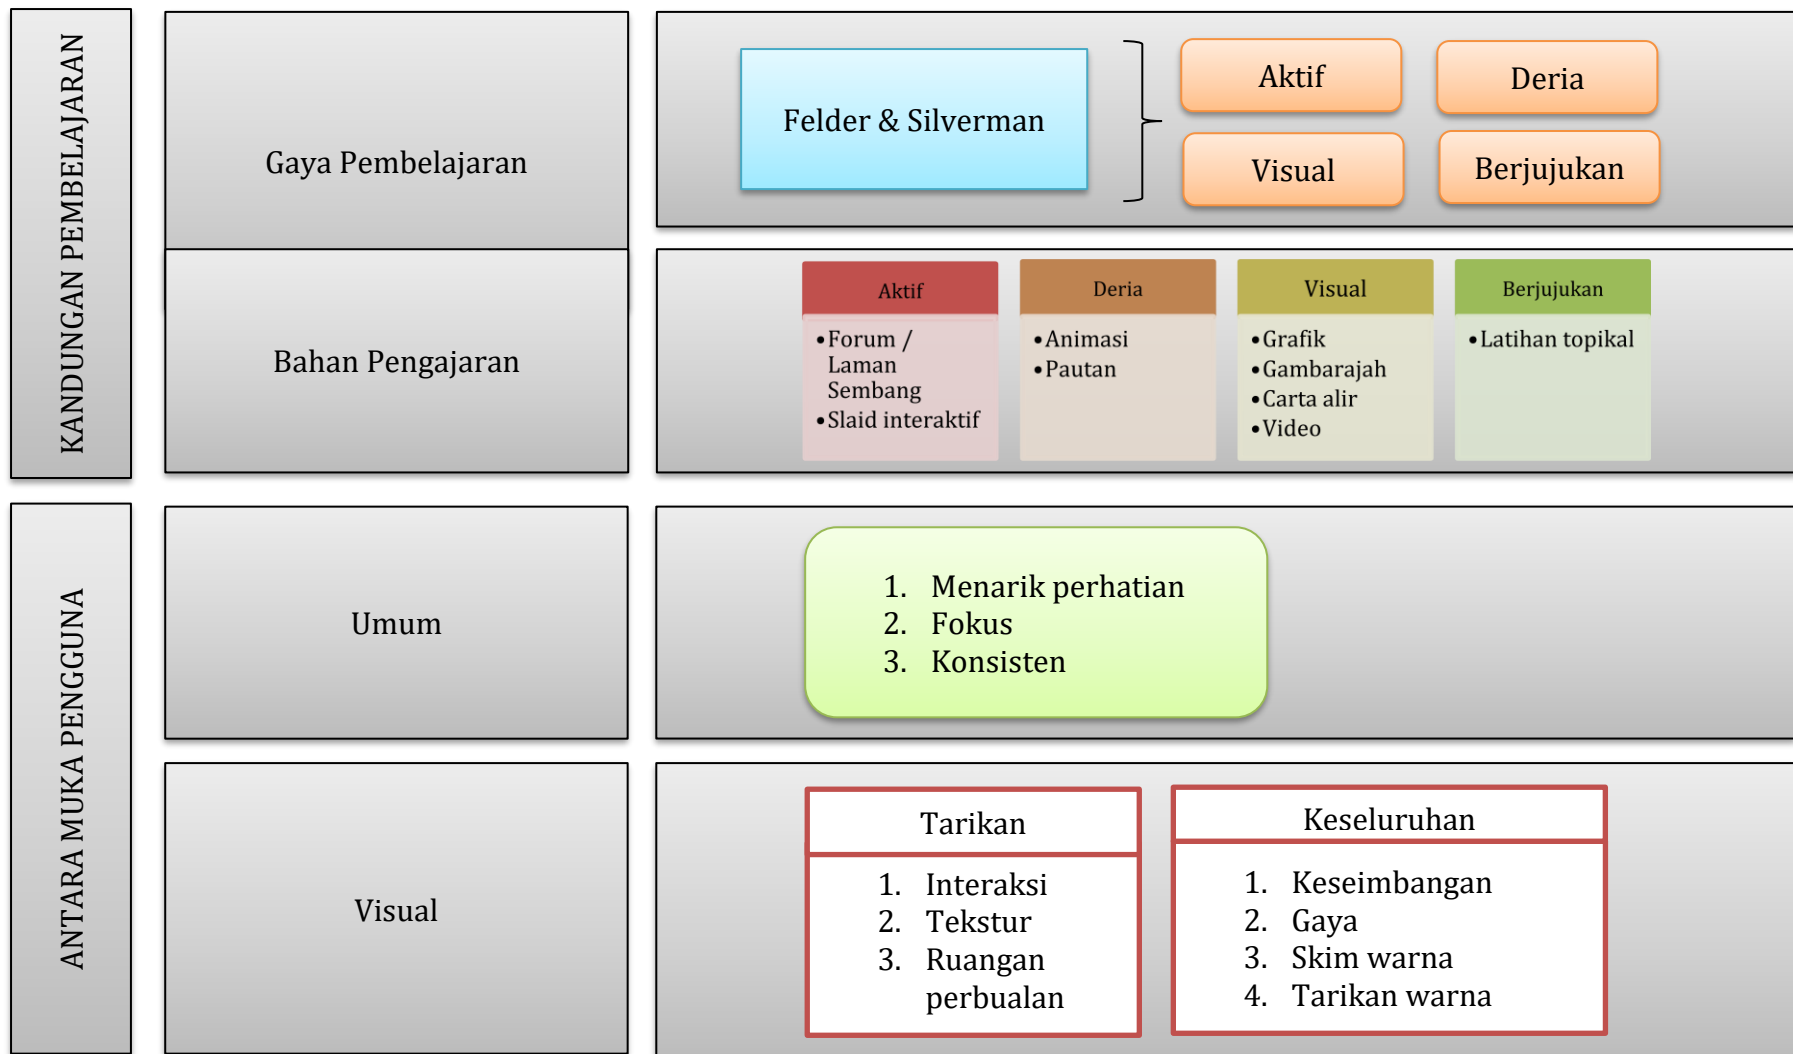 KANDUNGAN PEMBELAJARAN
Gaya Pembelajaran
Felder & Silverman
Aktif
Deria
Visual
Berjujukan
Bahan Pengajaran
Aktif
•Forum /
Laman
Sembang
•Slaid interaktif
Deria
•Animasi
•Pautan
Visual
•Grafik
•Gambarajah
•Carta alir
•Video
Berjujukan
•Latihan topikal
ANTARA MUKA PENGGUNA
Umum
1. Menarik perhatian
2. Fokus
3. Konsisten
Visual
Tarikan
1. Interaksi
2. Tekstur
3. Ruangan
perbualan
Keseluruhan
1. Keseimbangan
2. Gaya
3. Skim warna
4. Tarikan warna